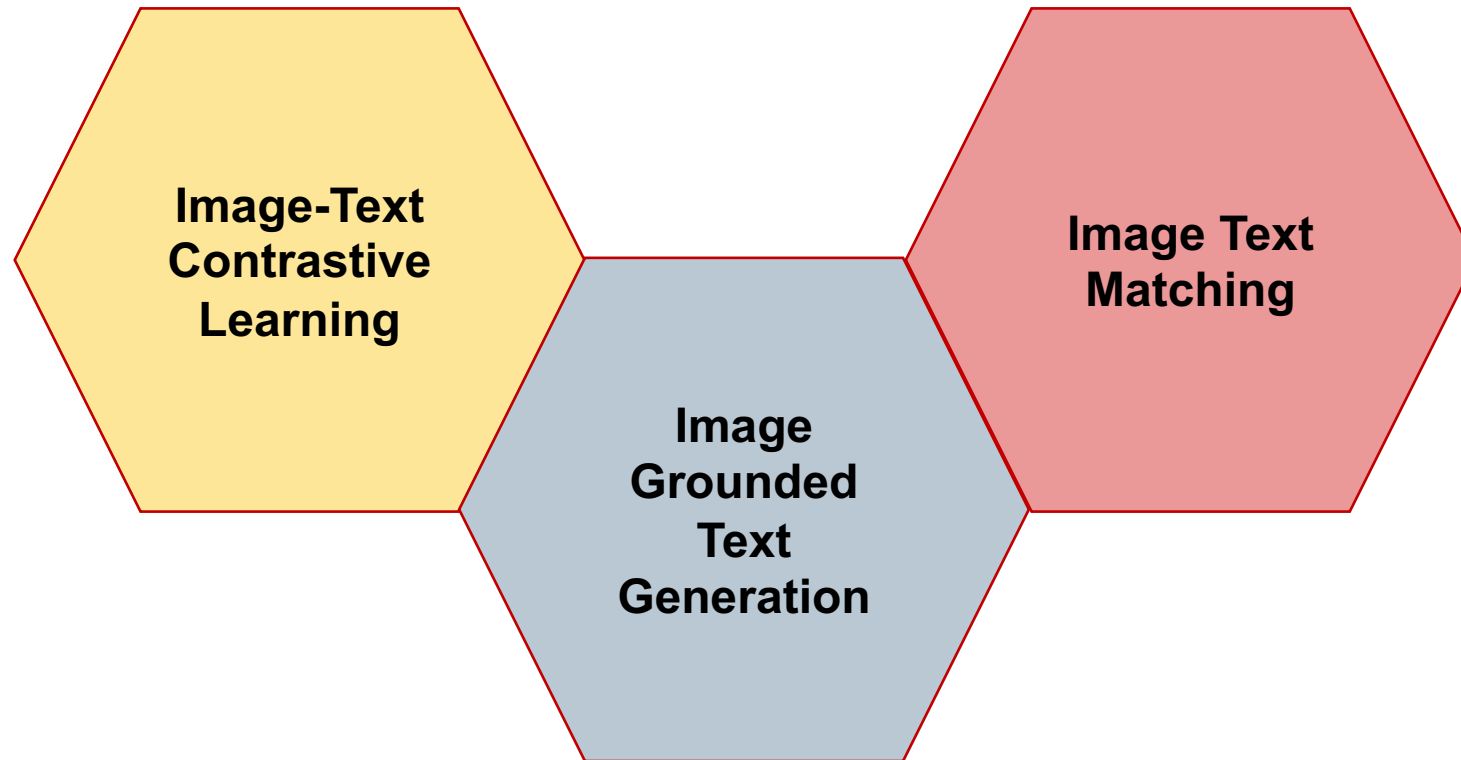 Image-Text
Contrastive
Learning
Image
Grounded
Text
Generation
Image Text
Matching